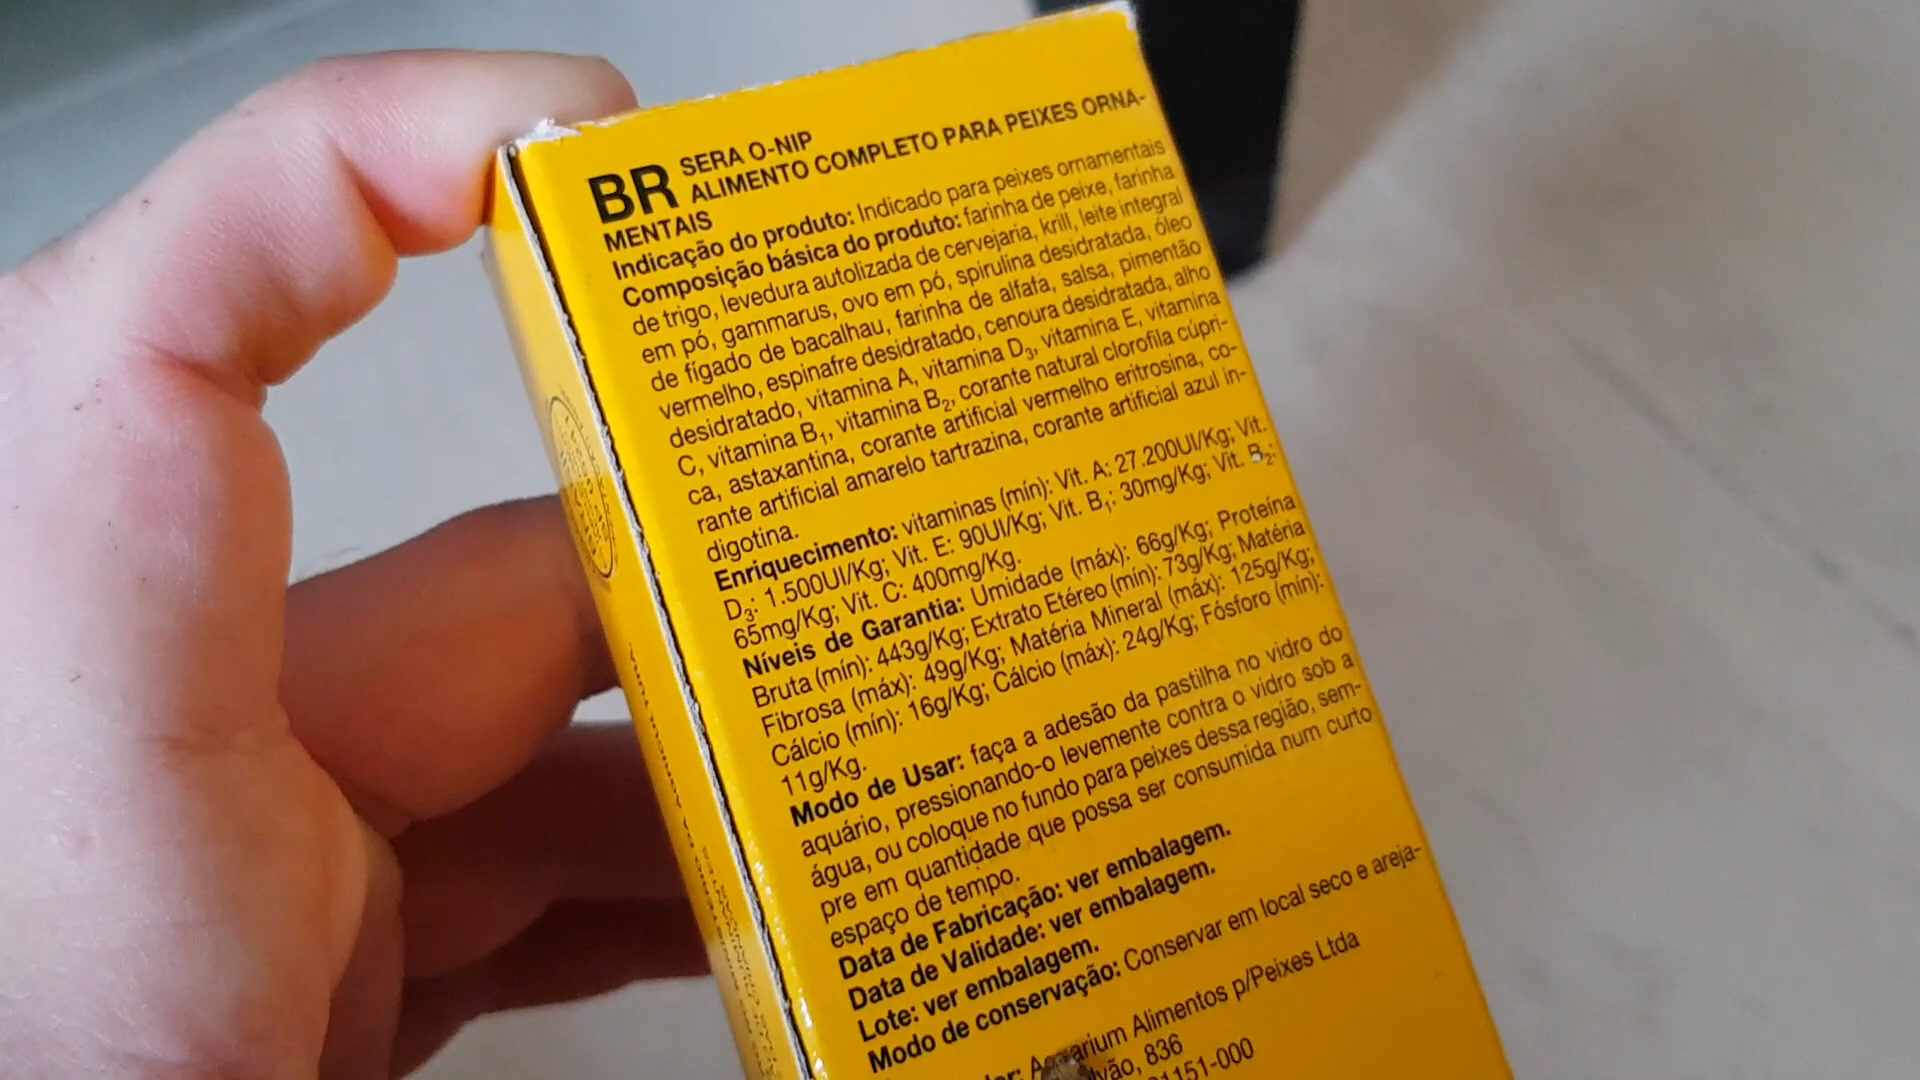 BR SERA O-NIP
ALIMENTO COMPLETO PARA PEIXES ORNA-
MENTAIS
Indicação do produto: Indicado para peixes ornamentais
Composição básica do produto: farinha de peixe, farinha
de trigo, levedura autolizada de cervejaria, krill, leite integral
em pó, gammarus, ovo em pó, spirulina desidratada, óleo
de fígado de bacalhau, farinha de alfafa, salsa, pimentão
vermelho, espinafre desidratado, cenoura desidratada, alho
desidratado, vitamina A, vitamina D3, vitamina E, vitamina
C, vitamina B1, vitamina B2, corante natural clorofila cúpri-
ca, astaxantina, corante artificial vermelho eritrosina, co-
rante artificial amarelo tartrazina, corante artificial azul in-
digotina.
Enriquecimento: vitaminas (mín): Vit. A: 27.200UI/Kg; Vit.
D3: 1.500UI/Kg; Vit. E: 90UI/Kg; Vit. B1: 30mg/Kg; Vit. B2:
65mg/Kg; Vit. C: 400mg/Kg.
Níveis de Garantia: Umidade (máx): 66g/Kg; Proteína
Bruta (mín): 443g/Kg; Extrato Etéreo (mín): 73g/Kg; Matéria
Fibrosa (máx): 49g/Kg; Matéria Mineral (máx): 125g/Kg;
Cálcio (mín): 16g/Kg; Cálcio (máx): 24g/Kg; Fósforo (mín):
11g/Kg.
Modo de Usar: faça a adesão da pastilha no vidro do
aquário, pressionando-o levemente contra o vidro sob a
água, ou coloque no fundo para peixes dessa região, sem-
pre em quantidade que possa ser consumida num curto
espaço de tempo.
Data de Fabricação: ver embalagem.
Data de Validade: ver embalagem.
Lote: ver embalagem.
Modo de conservação: Conservar em local seco e areja-
Alimentos p/Peixes Ltda
836